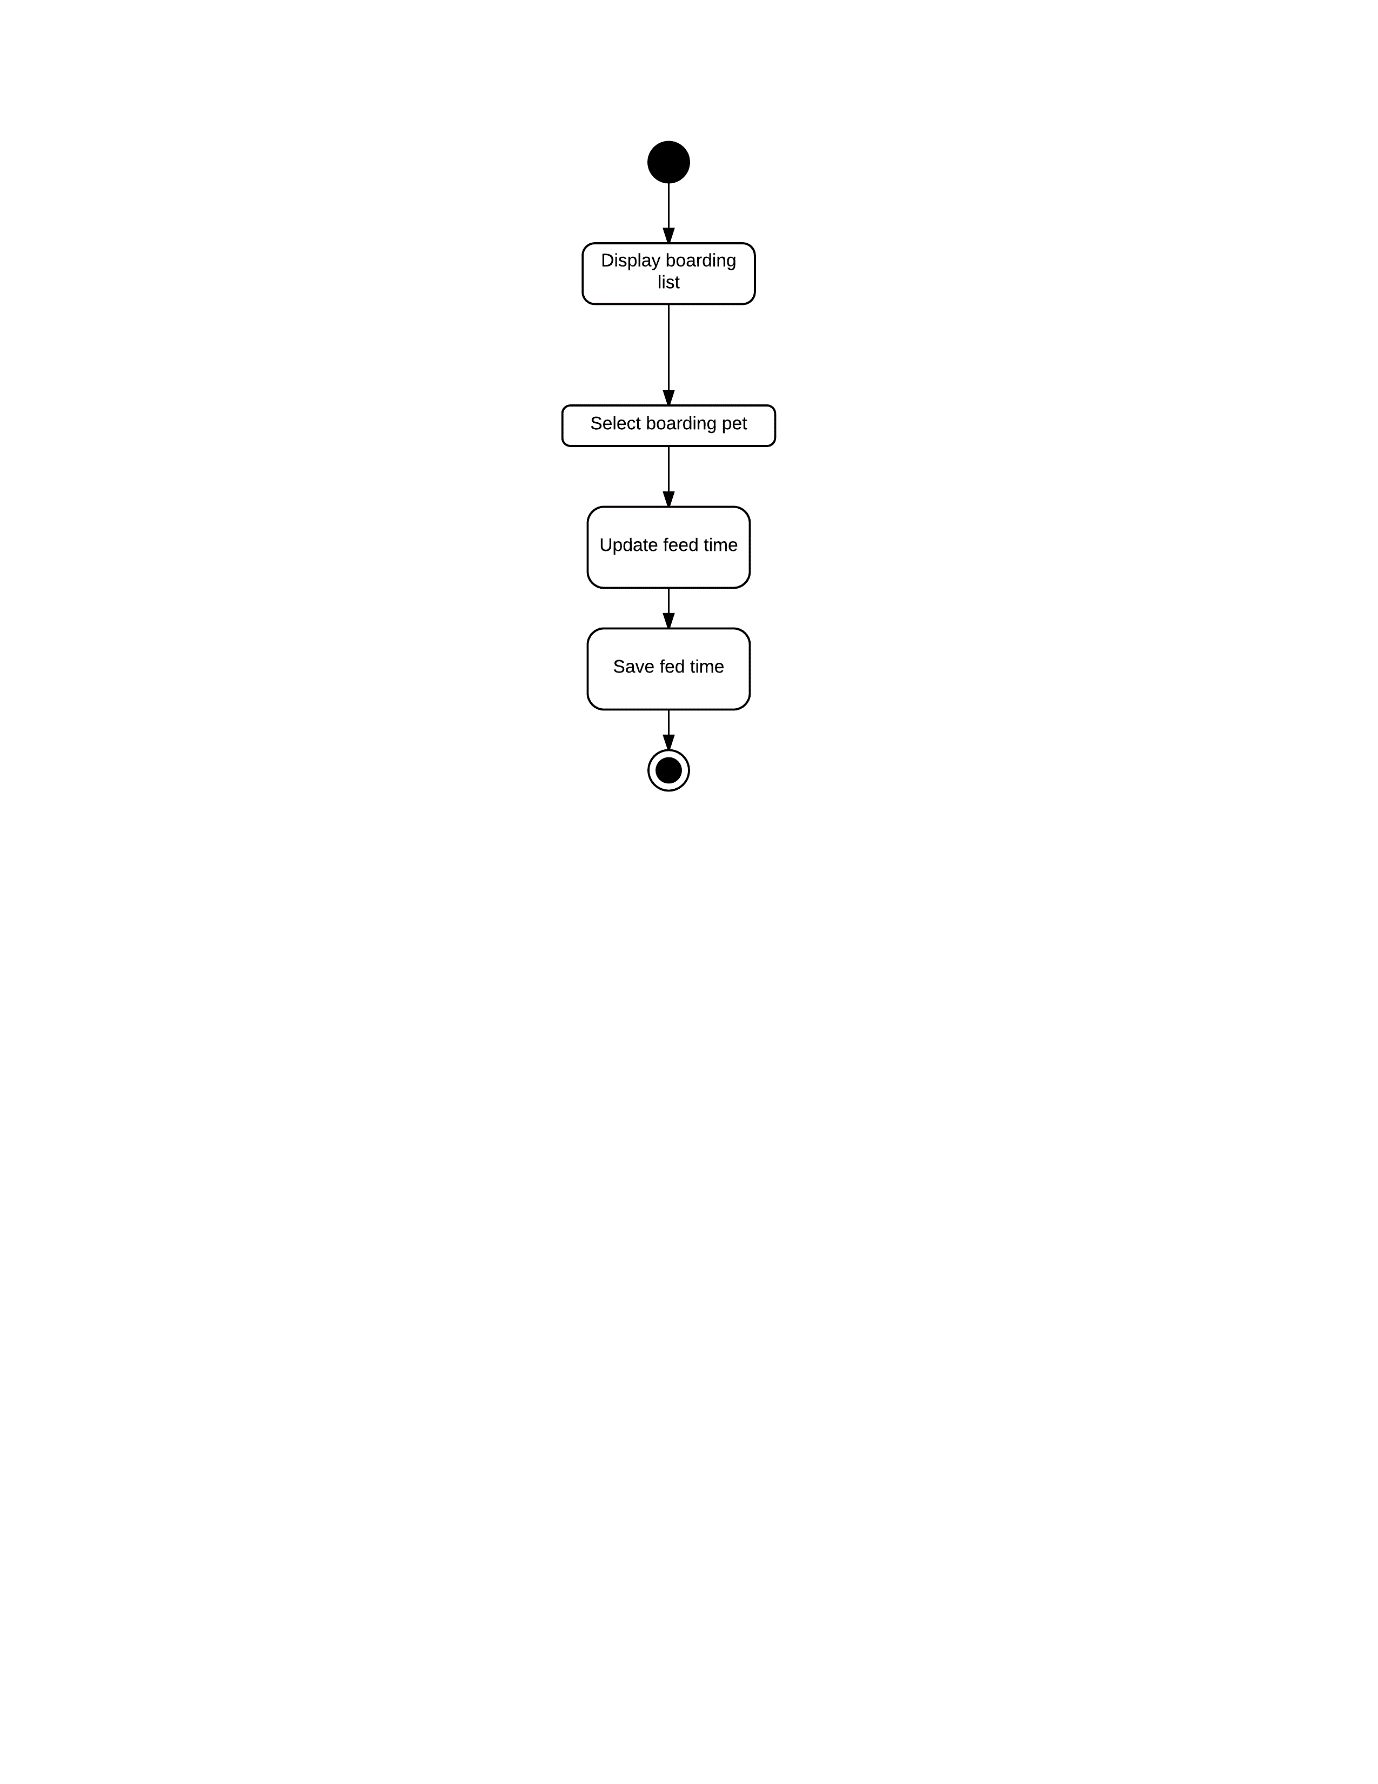 Display boarding
list
Select boarding pet
Update feed time
Save fed time